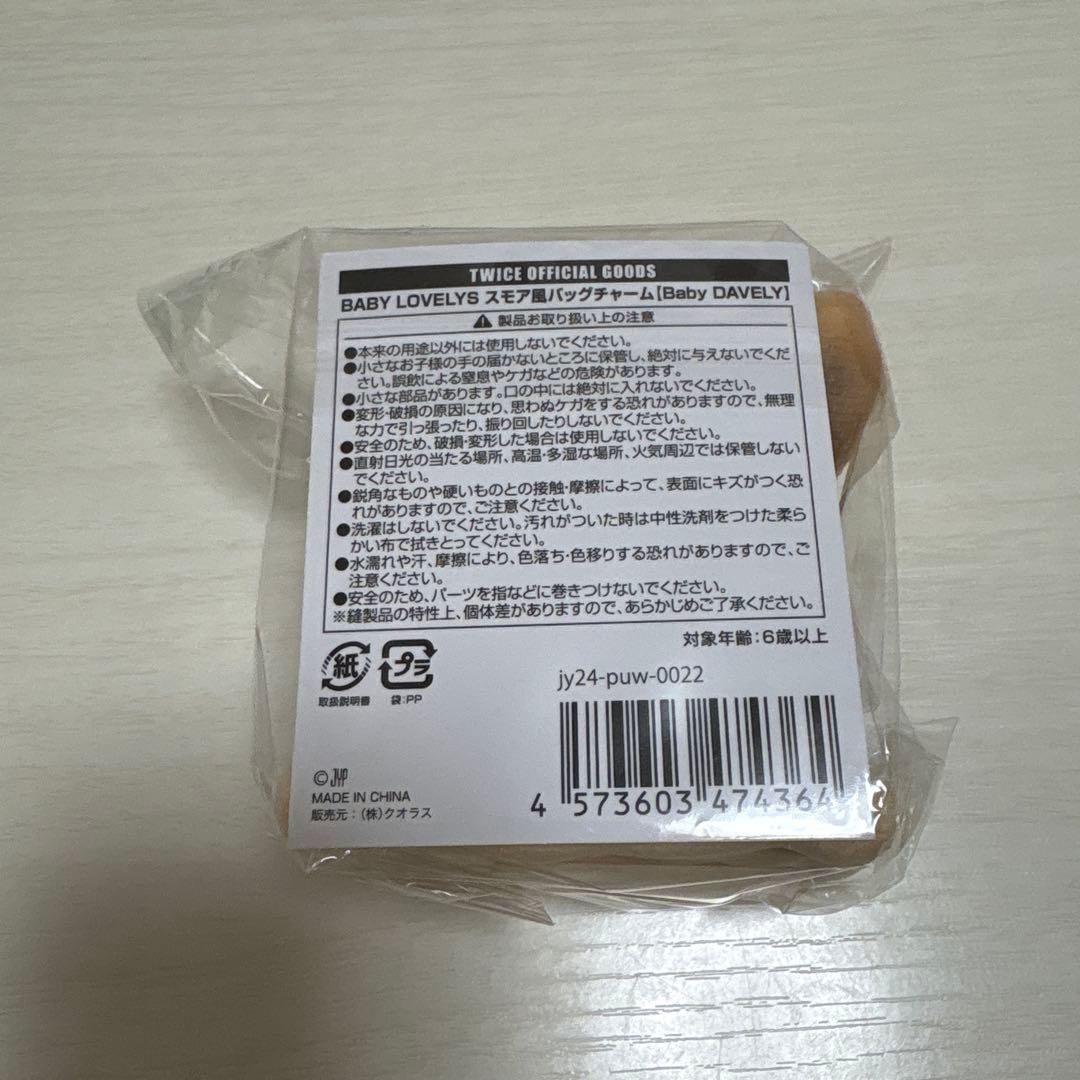 TWICE OFFICIAL GOODS
BABY LOVELYS スモア風バッグチャーム【Baby DAVELY】
製品お取り扱い上の注意
●本来の用途以外には使用しないでください。
●小さなお子様の手の届かないところに保管し、絶対に与えないでくだ
さい。誤飲による窒息やケガなどの危険があります。
●小さな部品があります。口の中には絶対に入れないでください。
●変形・破損の原因になり、思わぬケガをする恐れがありますので、無理
な力で引っ張ったり、振り回したりしないでください。
●安全のため、破損・変形した場合は使用しないでください。
●直射日光の当たる場所、高温・多湿な場所、火気周辺では保管しない
でください。
●鋭角なものや硬いものとの接触・摩擦によって、表面にキズがつく恐
れがありますので、ご注意ください。
●洗濯はしないでください。汚れがついた時は中性洗剤をつけた柔ら
かい布で拭きとってください。
●水濡れや汗、摩擦により、色落ち・色移りする恐れがありますので、ご
注意ください。
●安全のため、パーツを指などに巻きつけないでください。
※縫製品の特性上、個体差がありますので、あらかじめご了承ください。
対象年齢：6歳以上
紙
プラ
取扱説明書
袋：PP
jy24-puw-0022
4 573603 474364
©JYP
MADE IN CHINA
販売元：(株)クオラス